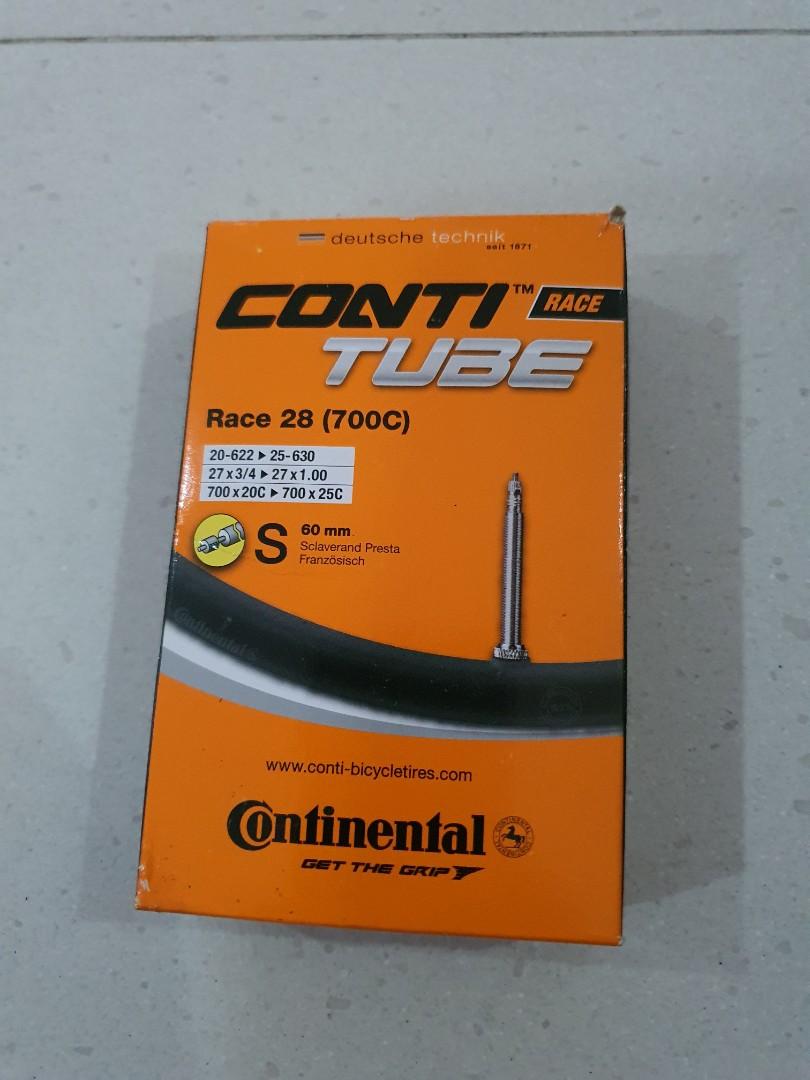 deutsche technik
seit 1871
CONTI™ RACE
TUBE
Race 28 (700C)
20-622 ▸ 25-630
27 x 3/4 ▸ 27 x 1.00
700 x 20C ▸ 700 x 25C
S 60 mm
Sclaverand Presta
Französisch
Continental
www.conti-bicycletires.com
Continental
GET THE GRIP